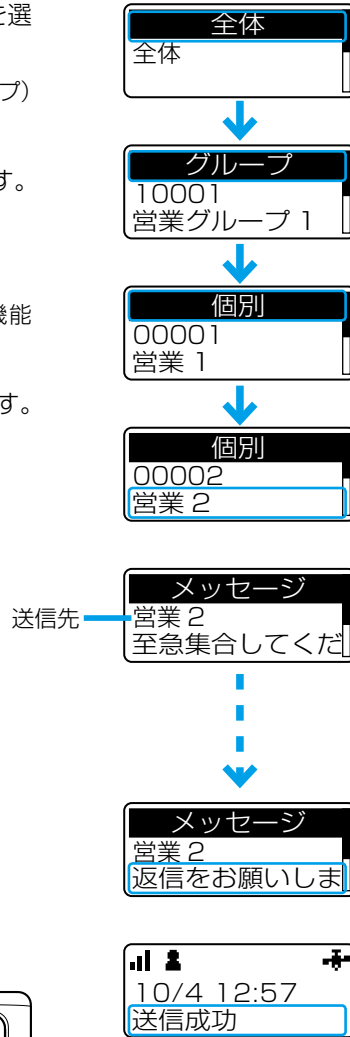 を選
全体
全体
プ）
グループ
10001
営業グループ 1
す。
個別
00001
営業 1
機能
す。
個別
00002
営業 2
メッセージ
送信先
営業 2
至急集合してくだ
メッセージ
営業 2
返信をお願いしま
10/4 12:57
送信成功